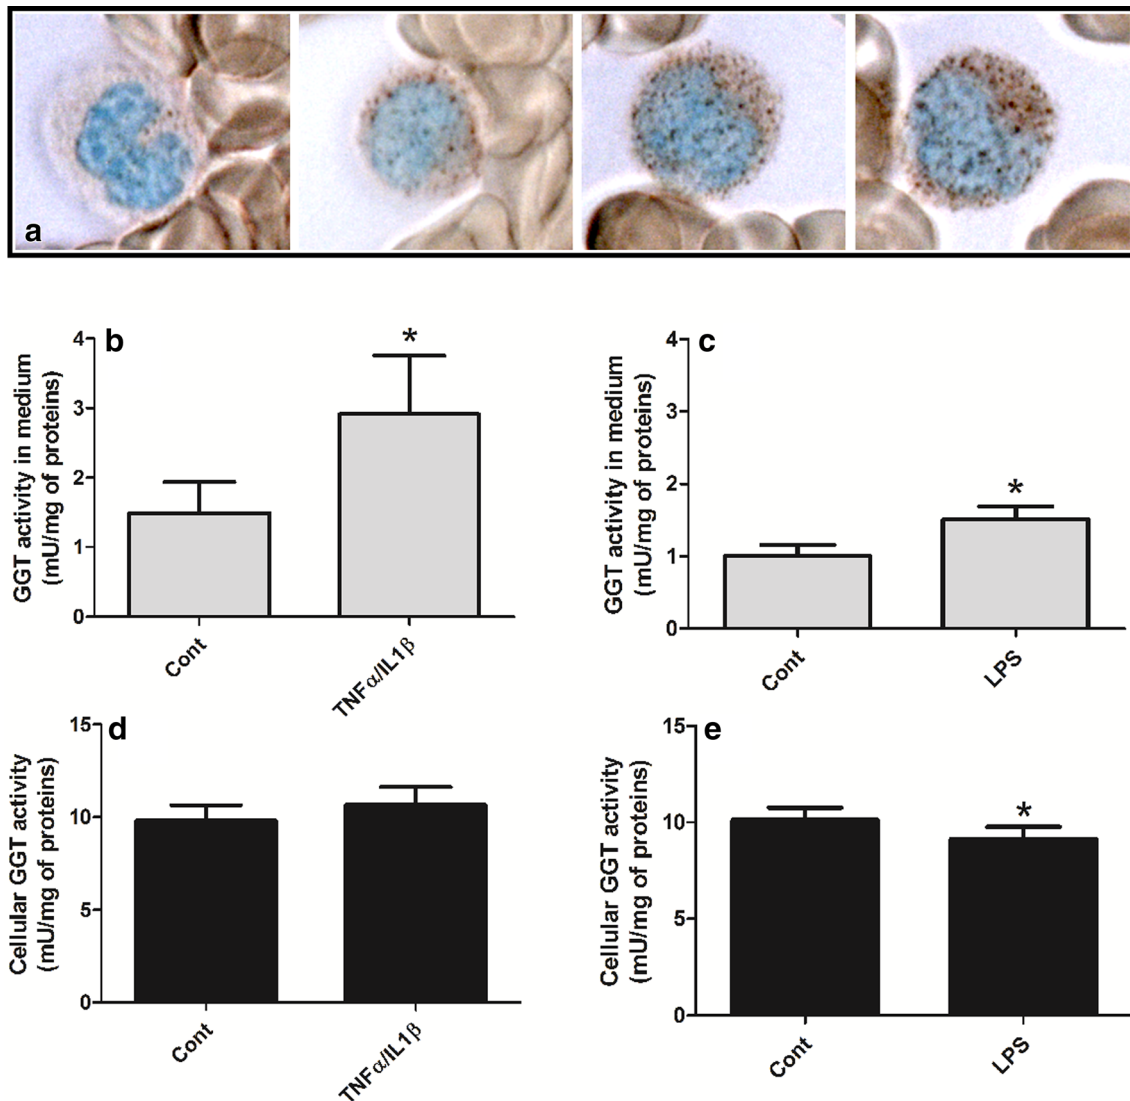 a
b
GGT activity in medium
(mU/mg of proteins)
4
3
2
1
0
*
Cont
TNFα/IL1β
c
GGT activity in medium
(mU/mg of proteins)
4
3
2
1
0
*
Cont
LPS
d
Cellular GGT activity
(mU/mg of proteins)
15
10
5
0
Cont
TNFα/IL1β
e
Cellular GGT activity
(mU/mg of proteins)
15
10
5
0
*
Cont
LPS